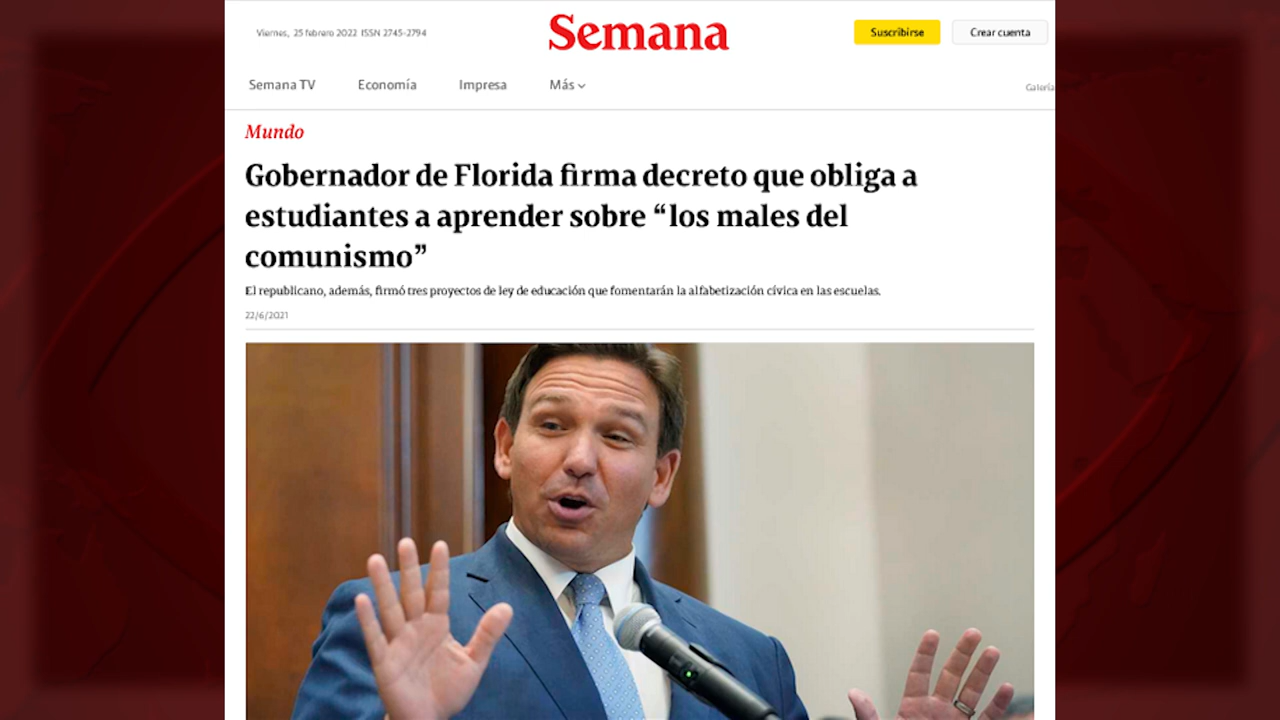 Viernes, 25 febrero 2022 ISSN 2745-2794
Semana
Suscribirse
Crear cuenta
Semana TV
Economía
Impresa
Más
Galería
Mundo
Gobernador de Florida firma decreto que obliga a
estudiantes a aprender sobre “los males del
comunismo”
El republicano, además, firmó tres proyectos de ley de educación que fomentarán la alfabetización cívica en las escuelas.
22/6/2021